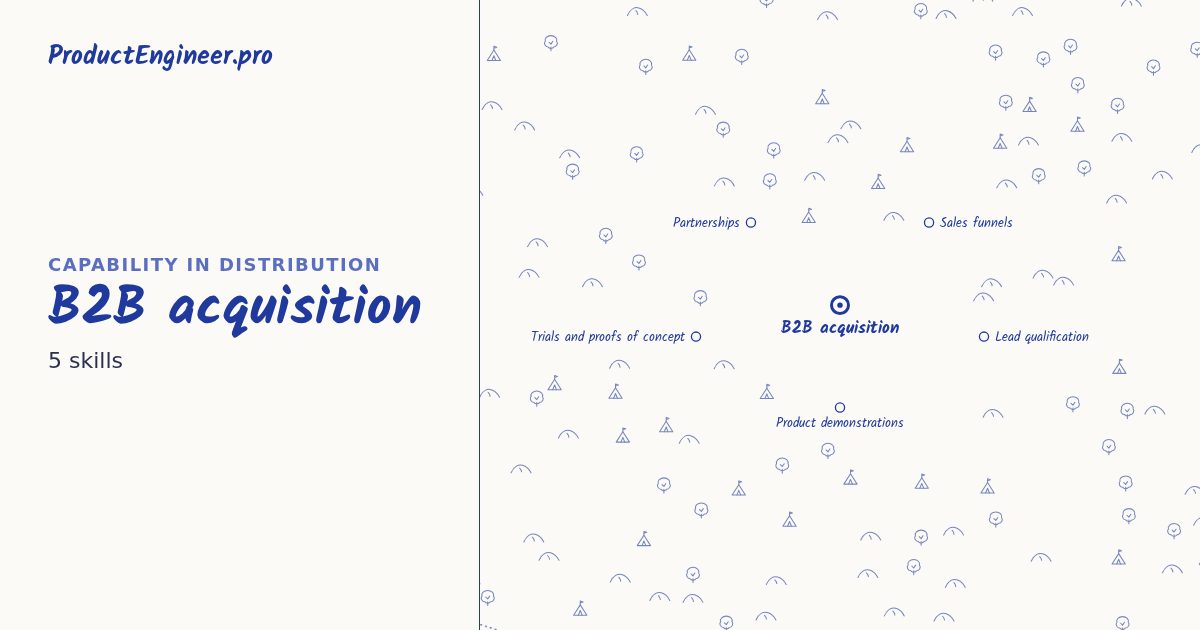 ProductEngineer.pro
CAPABILITY IN DISTRIBUTION
B2B acquisition
5 skills
Partnerships
Sales funnels
B2B acquisition
Trials and proofs of concept
Lead qualification
Product demonstrations